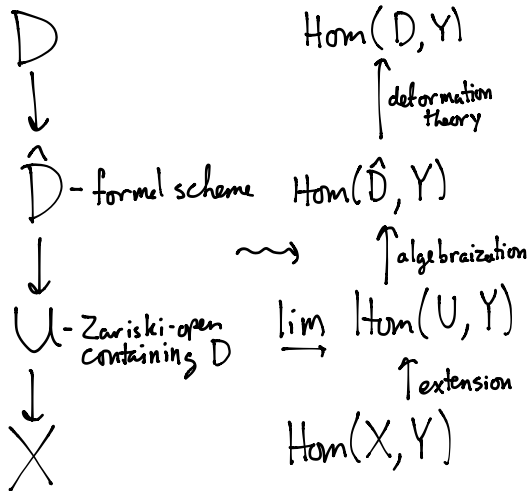 D
Hom(D, Y)
deformation
theory
D̂ - formal scheme
Hom(D̂, Y)
algebraization
U - Zariski-open
containing D
lim Hom(U, Y)
extension
X
Hom(X, Y)